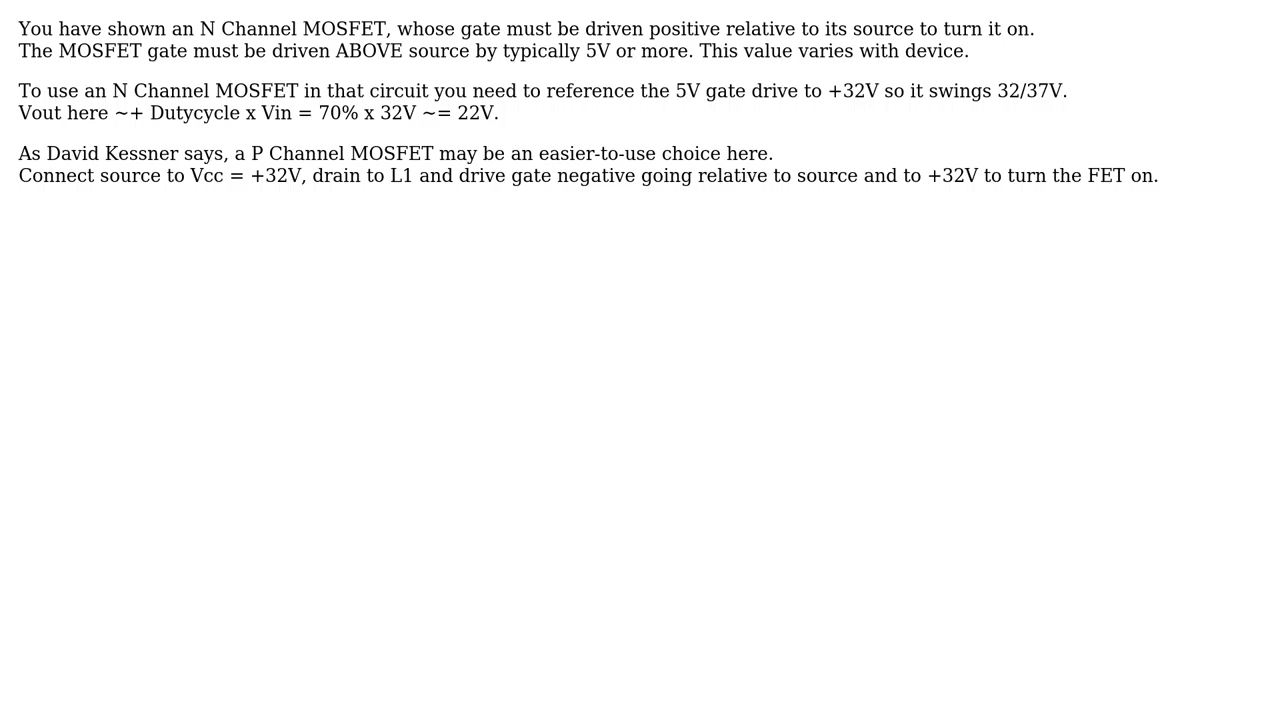 You have shown an N Channel MOSFET, whose gate must be driven positive relative to its source to turn it on.
The MOSFET gate must be driven ABOVE source by typically 5V or more. This value varies with device.
To use an N Channel MOSFET in that circuit you need to reference the 5V gate drive to +32V so it swings 32/37V.
Vout here ~+ Dutycycle x Vin = 70% x 32V ~= 22V.
As David Kessner says, a P Channel MOSFET may be an easier-to-use choice here.
Connect source to Vcc = +32V, drain to L1 and drive gate negative going relative to source and to +32V to turn the FET on.